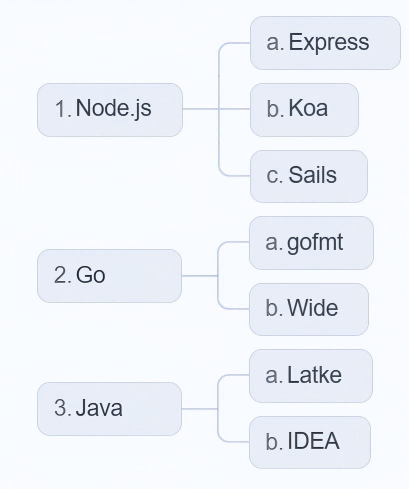 1. Node.js
a. Express
b. Koa
c. Sails
2. Go
a. gofmt
b. Wide
3. Java
a. Latke
b. IDEA